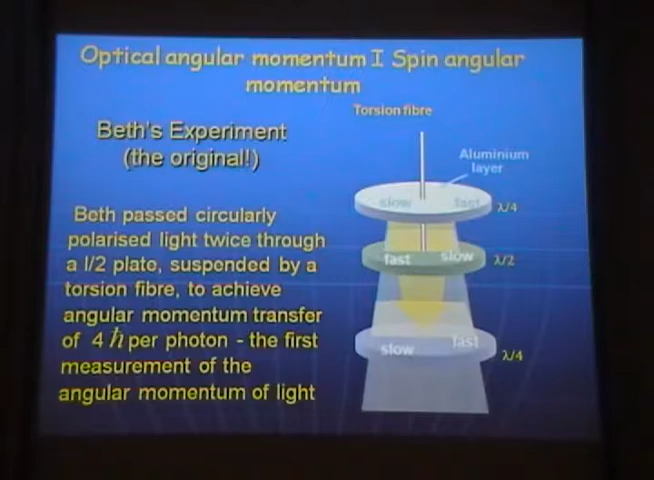 Optical angular momentum I Spin angular
momentum
Beth's Experiment
(the original!)
Beth passed circularly
polarised light twice through
a l/2 plate, suspended by a
torsion fibre, to achieve
angular momentum transfer
of 4 ħ per photon - the first
measurement of the
angular momentum of light
Torsion fibre
Aluminium
layer
slow fast λ/4
fast slow λ/2
slow fast λ/4